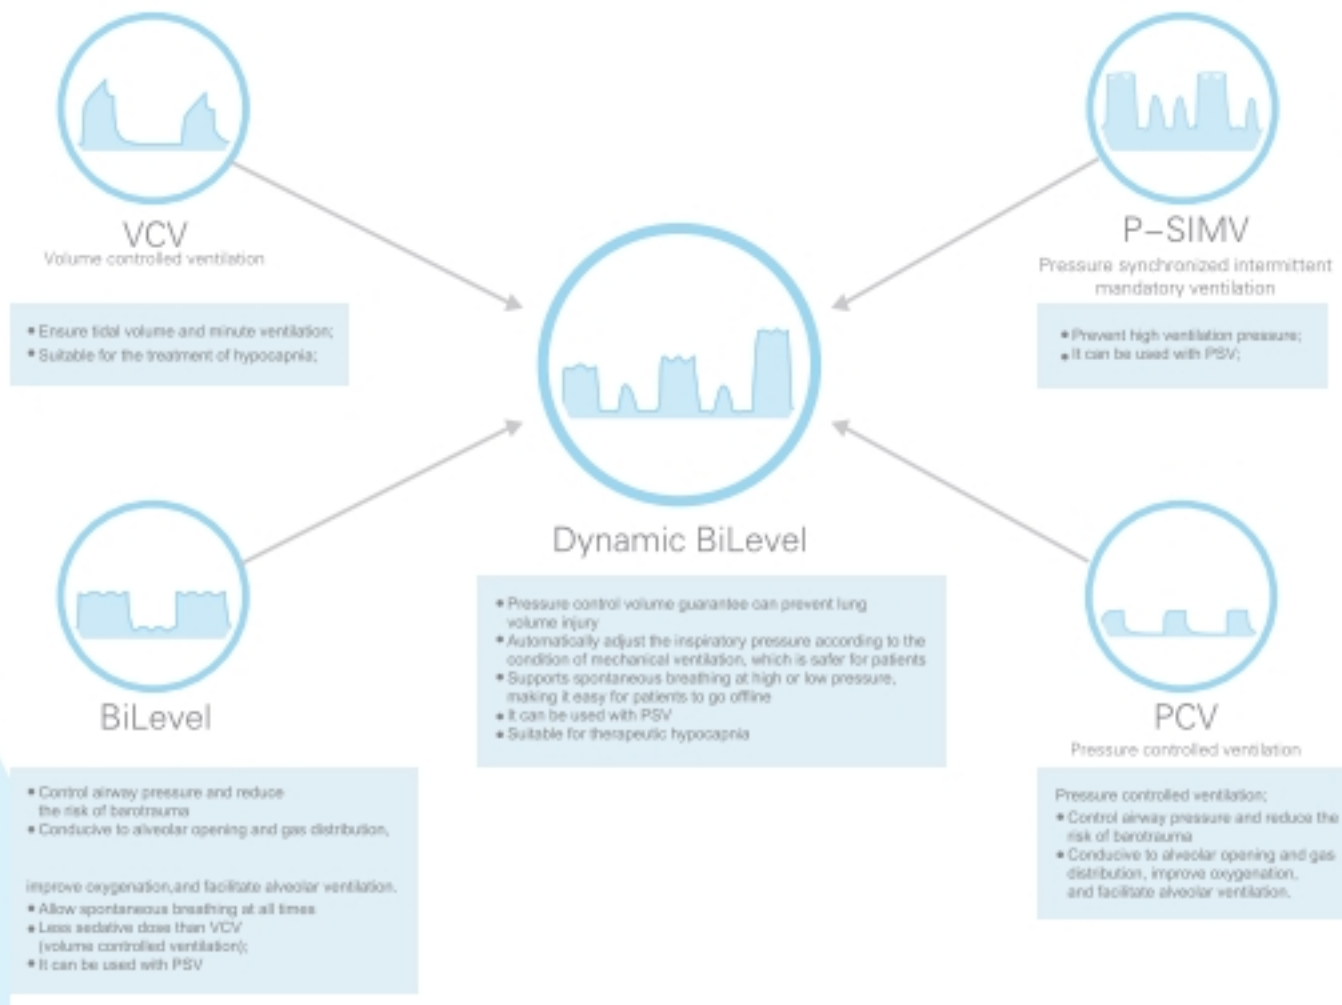 VCV
Volume controlled ventilation
• Ensure tidal volume and minute ventilation;
• Suitable for the treatment of hypocapnia;
P–SIMV
Pressure synchronized intermittent
mandatory ventilation
• Prevent high ventilation pressure;
• It can be used with PSV;
Dynamic BiLevel
• Pressure control volume guarantee can prevent lung
volume injury
• Automatically adjust the inspiratory pressure according to the
condition of mechanical ventilation, which is safer for patients
• Supports spontaneous breathing at high or low pressure,
making it easy for patients to go offline
• It can be used with PSV
• Suitable for therapeutic hypocapnia
BiLevel
• Control airway pressure and reduce
the risk of barotrauma
• Conducive to alveolar opening and gas distribution,
improve oxygenation,and facilitate alveolar ventilation.
• Allow spontaneous breathing at all times
• Less sedative dose than VCV
(volume controlled ventilation);
• It can be used with PSV
PCV
Pressure controlled ventilation
Pressure controlled ventilation;
• Control airway pressure and reduce the
risk of barotrauma
• Conducive to alveolar opening and gas
distribution, improve oxygenation,
and facilitate alveolar ventilation.